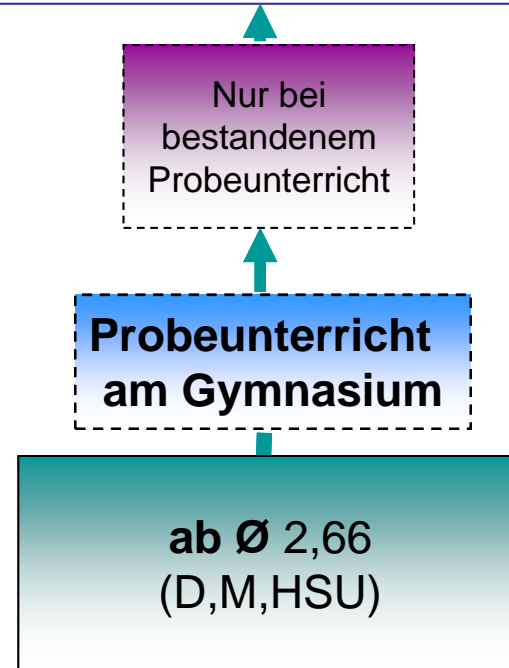 Nur bei
bestandenem
Probeunterricht
Probeunterricht
am Gymnasium
ab Ø 2,66
(D,M,HSU)